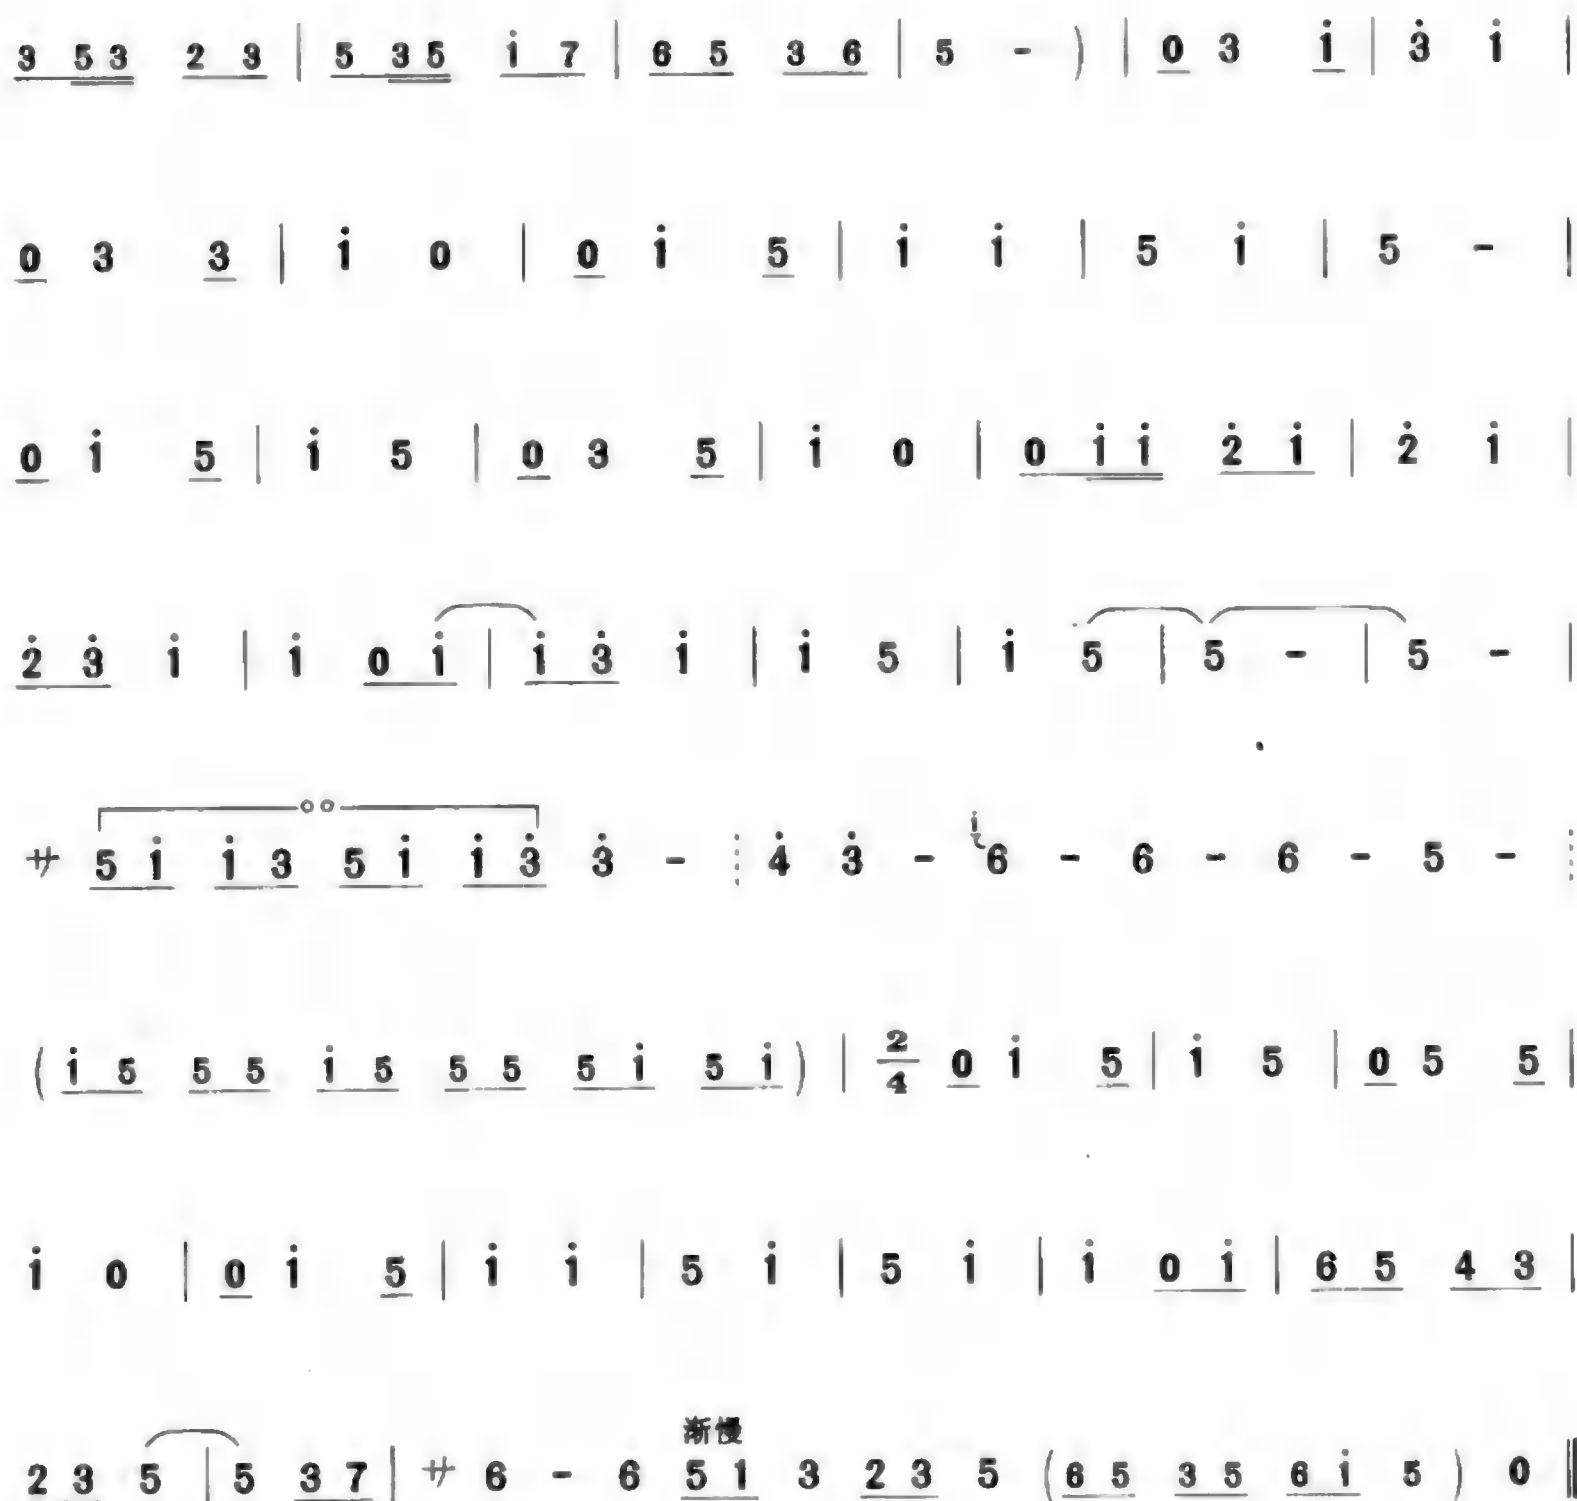 3 5 3 2 3 | 5 3 5 i 7 | 6 5 3 6 | 5 - ) | 0 3 i | 3̇ i |
0 3 3 | i 0 | 0 i 5 | i i | 5 i | 5 - |
0 i 5 | i 5 | 0 3 5 | i 0 | 0 i i 2̇ i | 2̇ i |
2̇ 3̇ i | i 0 i | i 3̇ i | i 5 | i 5 | 5 - | 5 - |
サ 5 i i 3 5 i i 3̇ 3̇ - ┊ 4̇ 3̇ - i 6 - 6 - 6 - 5 - ┊
( i 5 5 5 i 5 5 5 5 i 5 i ) | 2/4 0 i 5 | i 5 | 0 5 5 |
i 0 | 0 i 5 | i i | 5 i | 5 i | i 0 i | 6 5 4 3 |
渐慢
2 3 5 | 5 3 7 | サ 6 - 6 5 1 3 2 3 5 ( 6 5 3 5 6 i 5 ) 0 ‖